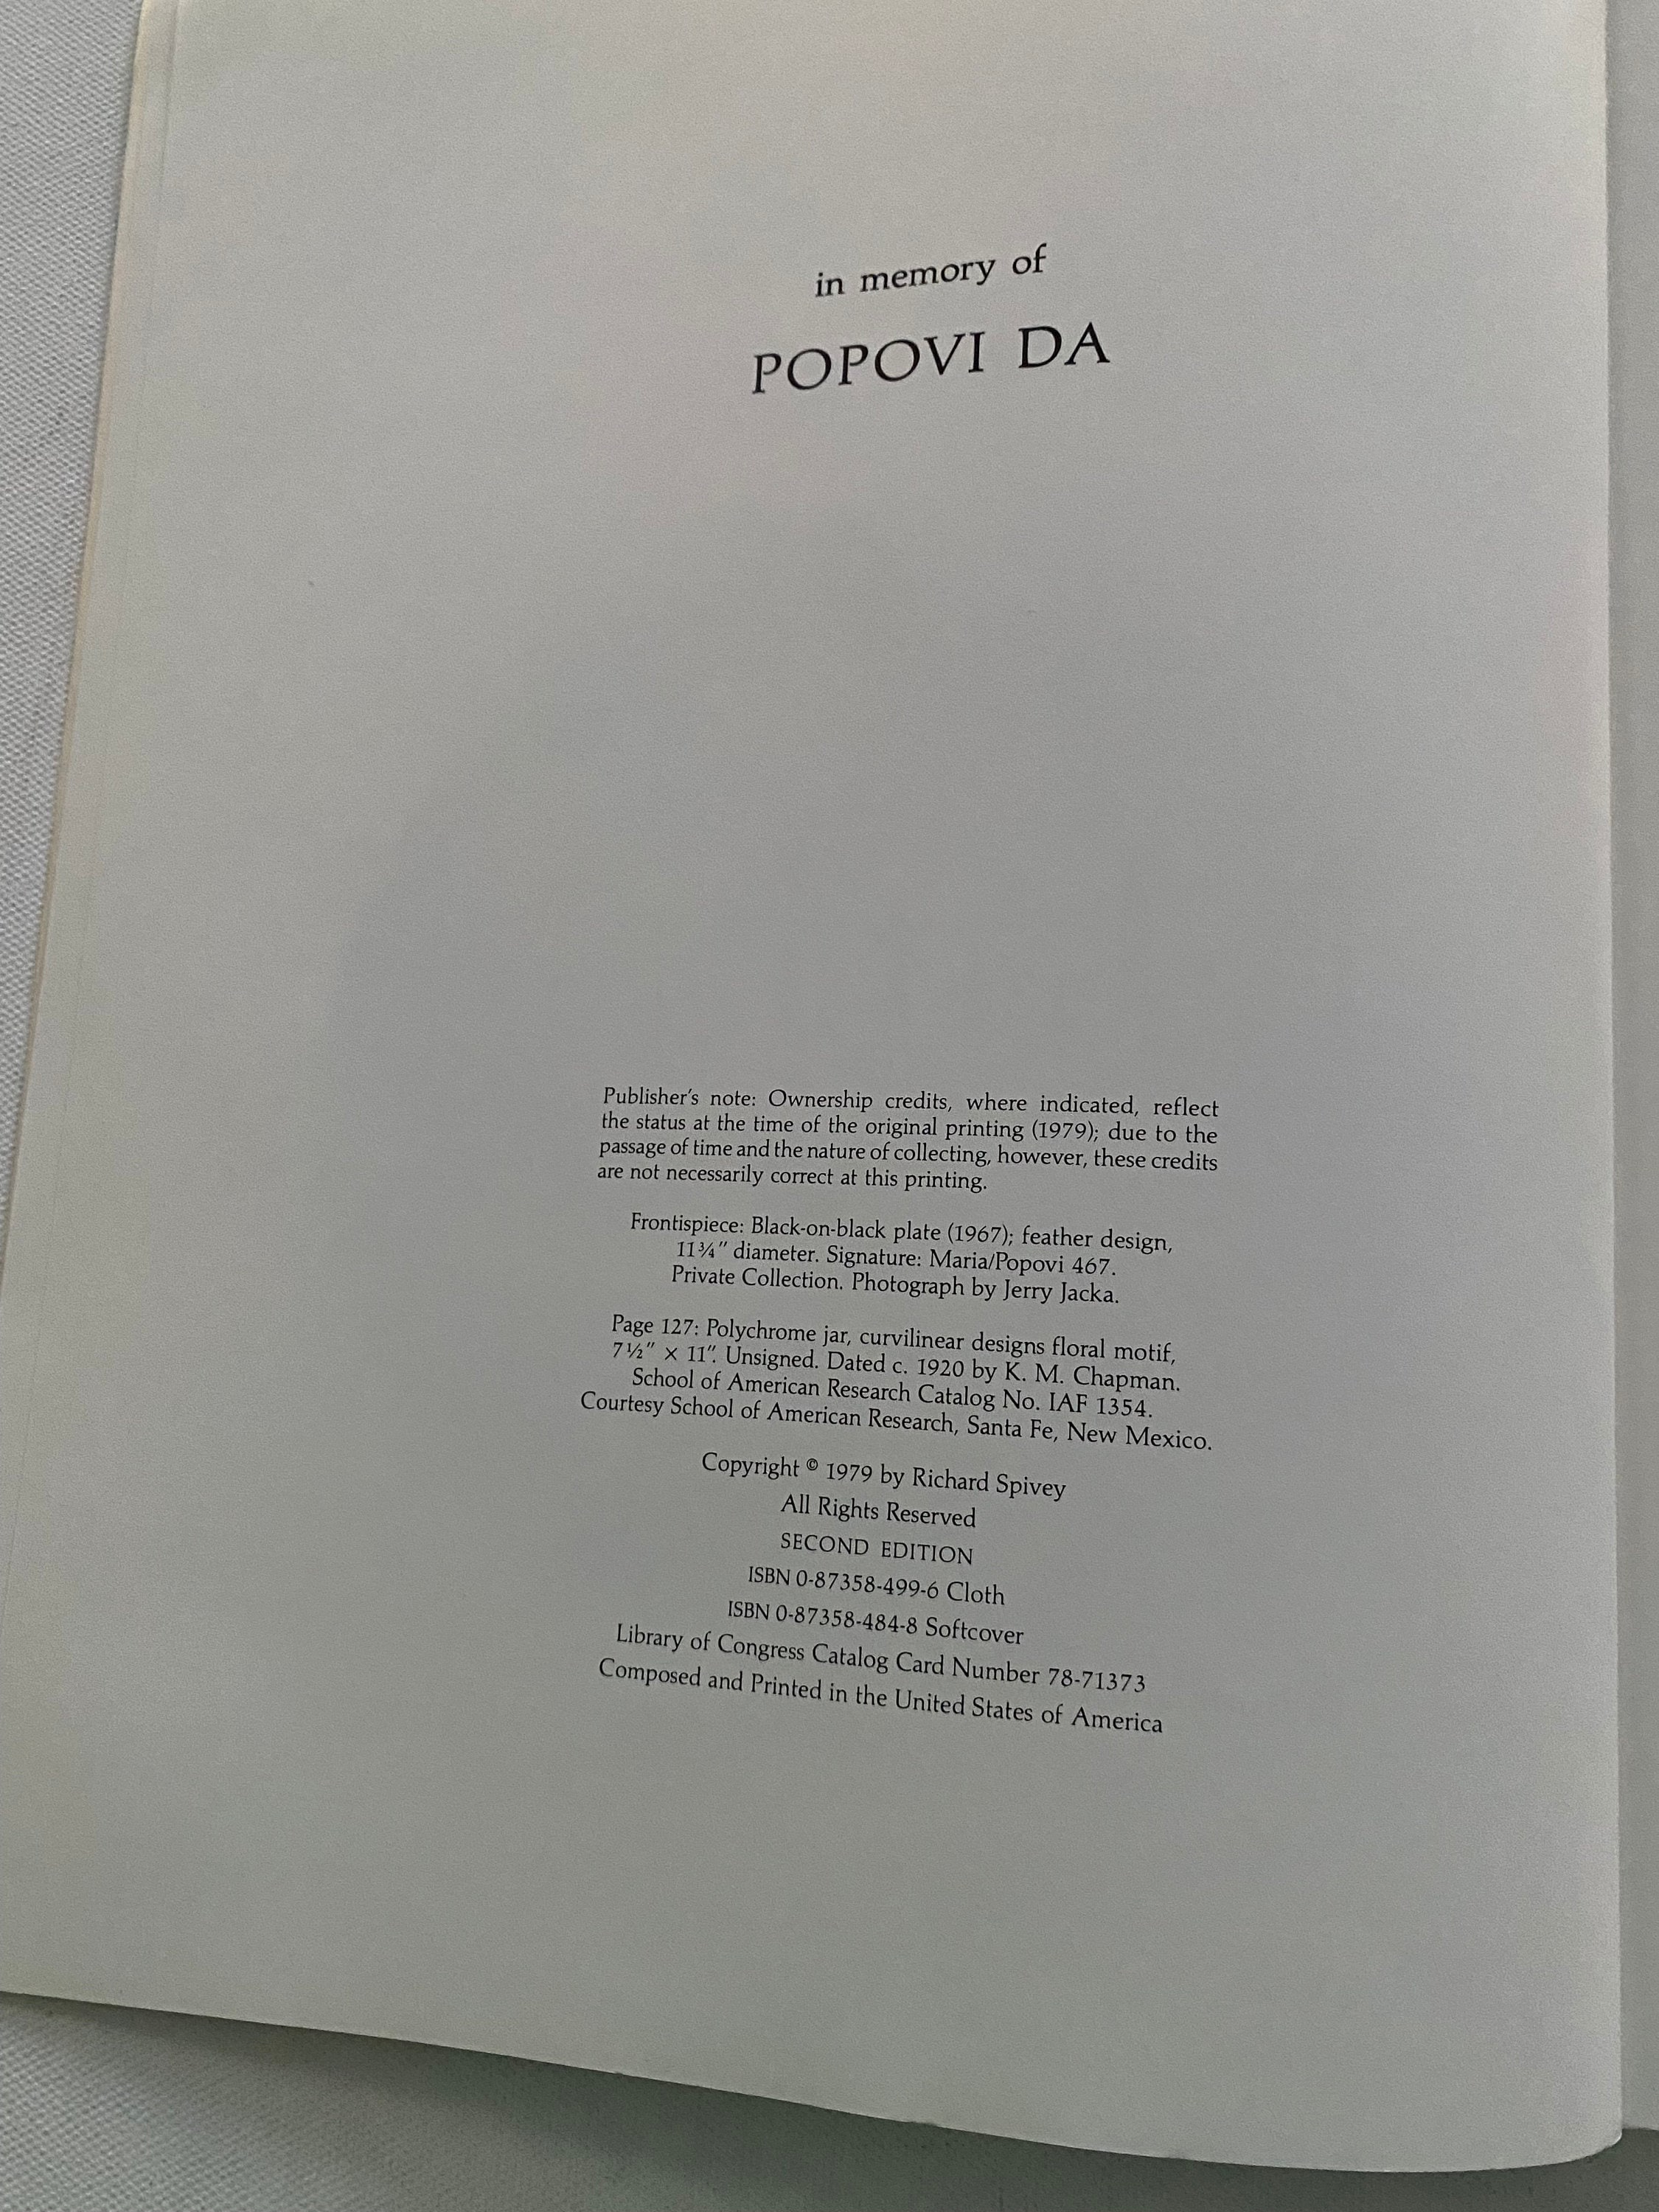 in memory of
POPOVI DA
Publisher's note: Ownership credits, where indicated, reflect
the status at the time of the original printing (1979); due to the
passage of time and the nature of collecting, however, these credits
are not necessarily correct at this printing.
Frontispiece: Black-on-black plate (1967); feather design,
11¾" diameter. Signature: Maria/Popovi 467.
Private Collection. Photograph by Jerry Jacka.
Page 127: Polychrome jar, curvilinear designs floral motif,
7½" × 11". Unsigned. Dated c. 1920 by K. M. Chapman.
School of American Research Catalog No. IAF 1354.
Courtesy School of American Research, Santa Fe, New Mexico.
Copyright © 1979 by Richard Spivey
All Rights Reserved
SECOND EDITION
ISBN 0-87358-499-6 Cloth
ISBN 0-87358-484-8 Softcover
Library of Congress Catalog Card Number 78-71373
Composed and Printed in the United States of America